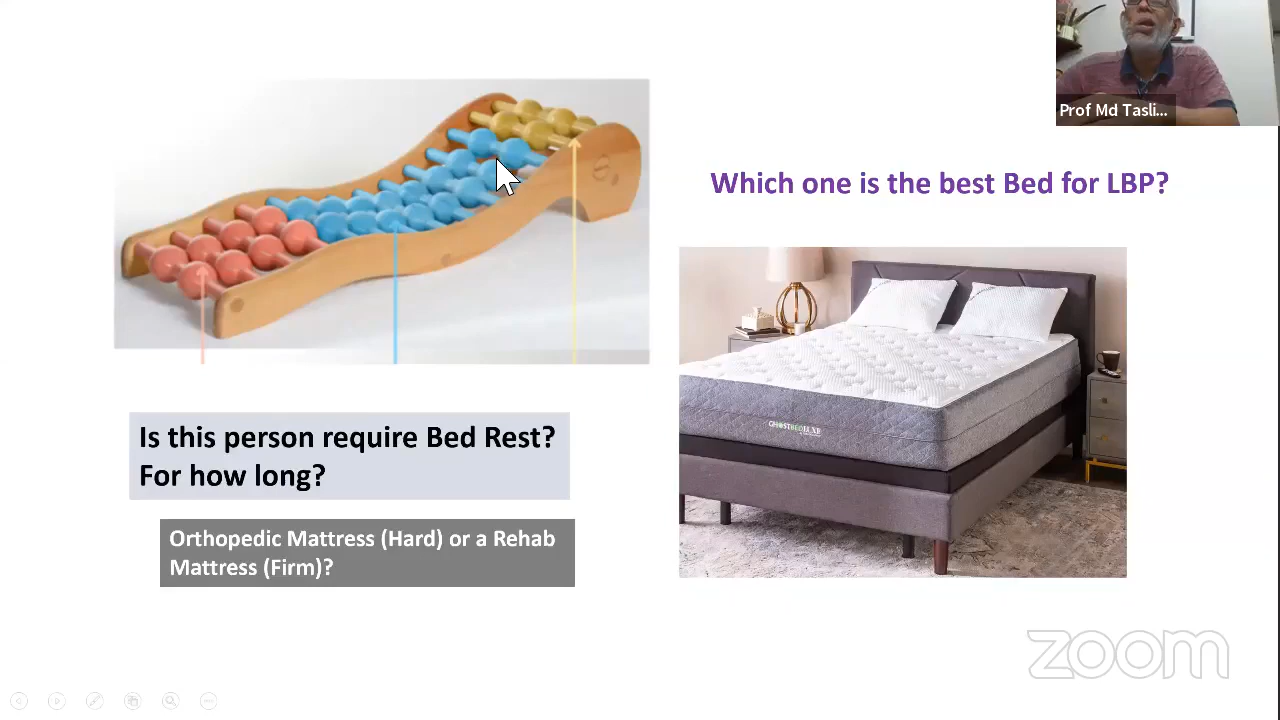 Prof Md Tasli...
Which one is the best Bed for LBP?
GHOSTBEDLUXE
Is this person require Bed Rest?
For how long?
Orthopedic Mattress (Hard) or a Rehab
Mattress (Firm)?
zoom